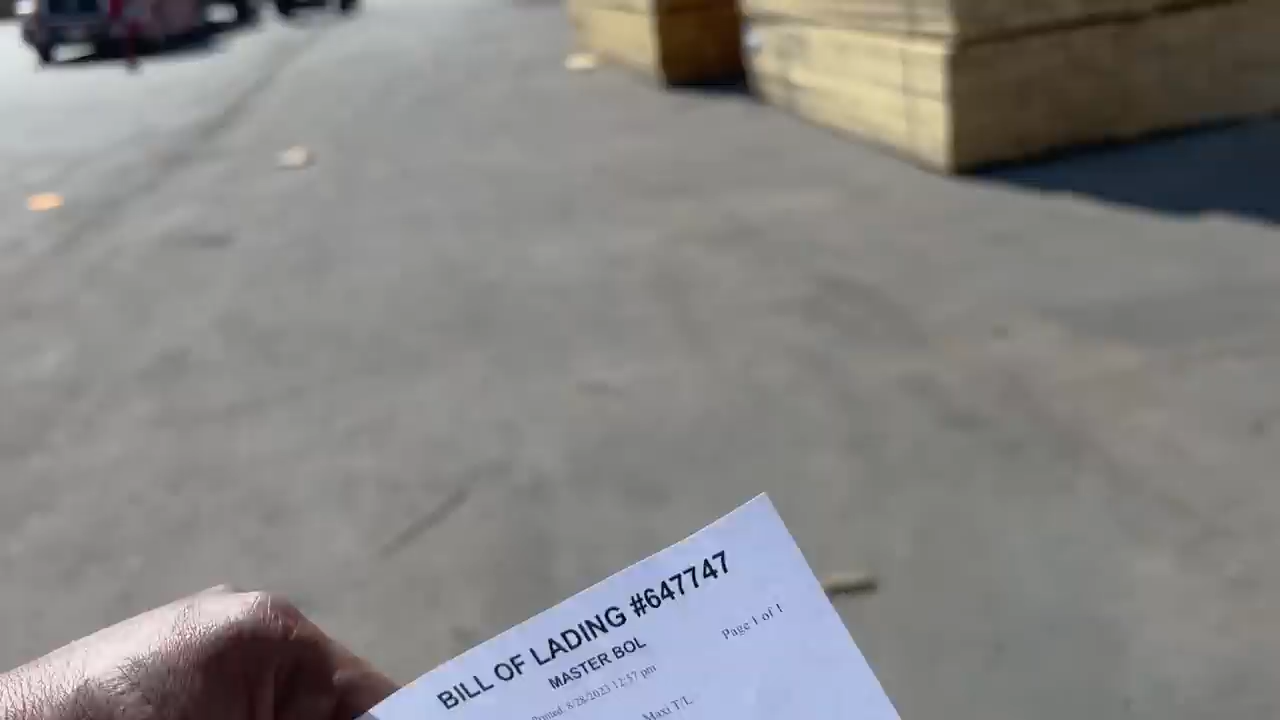 BILL OF LADING #647747
MASTER BOL
Page 1 of 1
Printed: 8/28/2023 12:57 pm
Maxi T/L